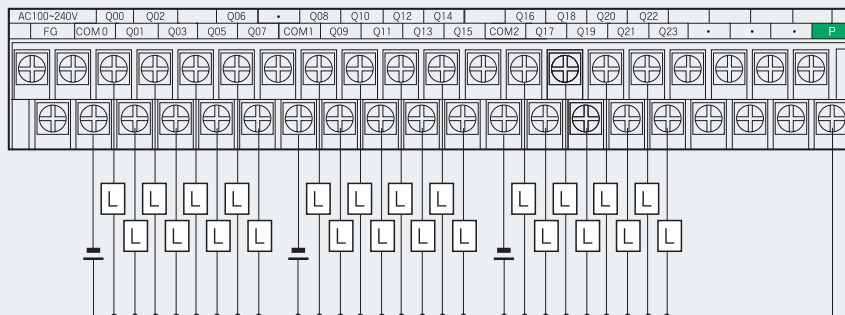 AC100~240V Q00 Q02 Q06 • Q08 Q10 Q12 Q14 Q16 Q18 Q20 Q22
FG COM0 Q01 Q03 Q05 Q07 COM1 Q09 Q11 Q13 Q15 COM2 Q17 Q19 Q21 Q23 • • • P
L L L L L L L L L L L L
L L L L L L L L L L L L